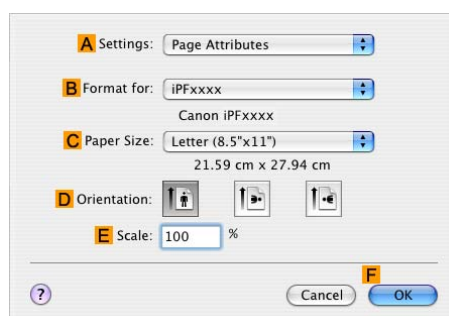 A Settings: Page Attributes
B Format for: iPFxxxx
Canon iPFxxxx
C Paper Size: Letter (8.5"x11")
21.59 cm x 27.94 cm
D Orientation:
E Scale: 100 %
F
? Cancel OK